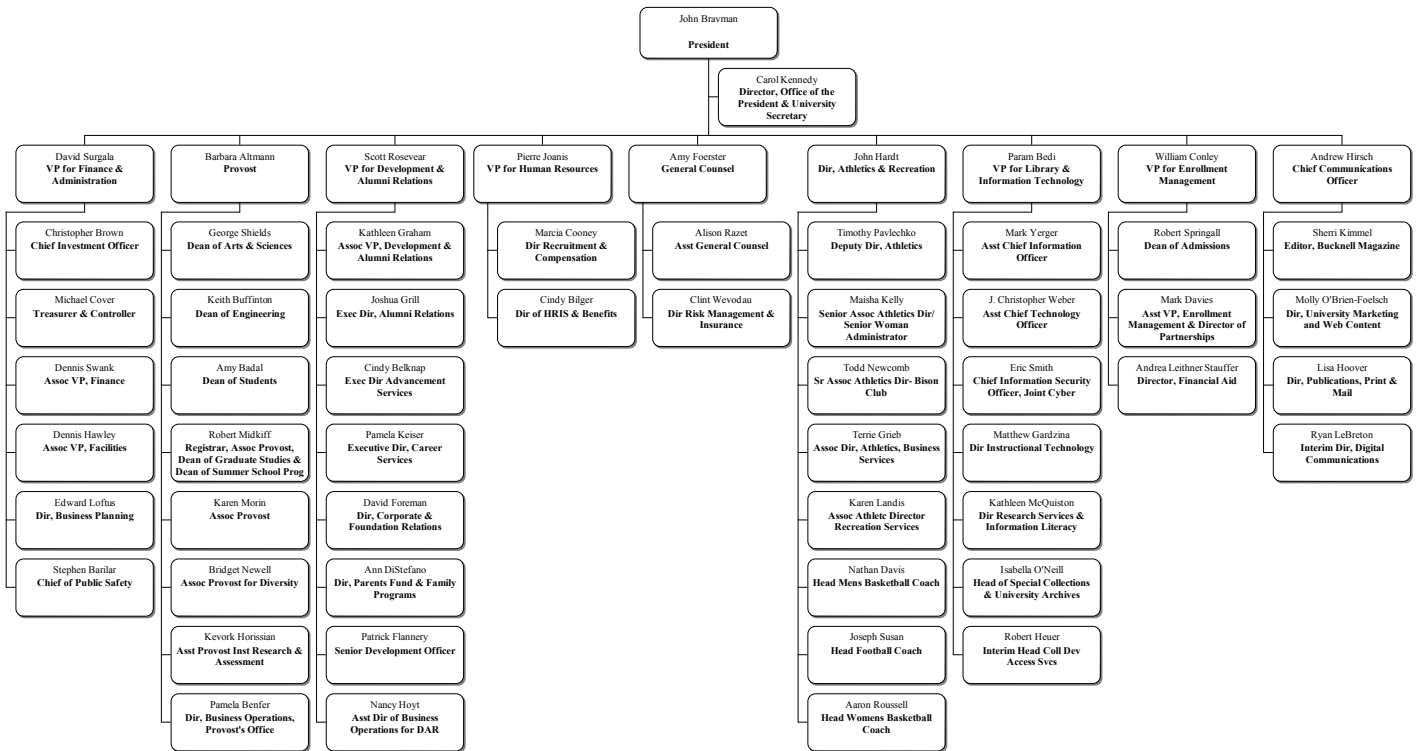 John Bravman
President
Carol Kennedy
Director, Office of the
President & University
Secretary
David Surgala
VP for Finance &
Administration
Christopher Brown
Chief Investment Officer
Michael Cover
Treasurer & Controller
Dennis Swank
Assoc VP, Finance
Dennis Hawley
Assoc VP, Facilities
Edward Loftus
Dir, Business Planning
Stephen Barilar
Chief of Public Safety
Barbara Altmann
Provost
George Shields
Dean of Arts & Sciences
Keith Buffinton
Dean of Engineering
Amy Badal
Dean of Students
Robert Midkiff
Registrar, Assoc Provost,
Dean of Graduate Studies &
Dean of Summer School Prog
Karen Morin
Assoc Provost
Bridget Newell
Assoc Provost for Diversity
Kevork Horissian
Asst Provost Inst Research &
Assessment
Pamela Benfer
Dir, Business Operations,
Provost's Office
Scott Rosevear
VP for Development &
Alumni Relations
Kathleen Graham
Assoc VP, Development &
Alumni Relations
Joshua Grill
Exec Dir, Alumni Relations
Cindy Belknap
Exec Dir Advancement
Services
Pamela Keiser
Executive Dir, Career
Services
David Foreman
Dir, Corporate &
Foundation Relations
Ann DiStefano
Dir, Parents Fund & Family
Programs
Patrick Flannery
Senior Development Officer
Nancy Hoyt
Asst Dir of Business
Operations for DAR
Pierre Joanis
VP for Human Resources
Marcia Cooney
Dir Recruitment &
Compensation
Cindy Bilger
Dir of HRIS & Benefits
Amy Foerster
General Counsel
Alison Razet
Asst General Counsel
Clint Wevodau
Dir Risk Management &
Insurance
John Hardt
Dir, Athletics & Recreation
Timothy Pavlechko
Deputy Dir, Athletics
Maisha Kelly
Senior Assoc Athletics Dir/
Senior Woman
Administrator
Todd Newcomb
Sr Assoc Athletics Dir- Bison
Club
Terrie Grieb
Assoc Dir, Athletics, Business
Services
Karen Landis
Assoc Athletc Director
Recreation Services
Nathan Davis
Head Mens Basketball Coach
Joseph Susan
Head Football Coach
Aaron Roussell
Head Womens Basketball
Coach
Param Bedi
VP for Library &
Information Technology
Mark Yerger
Asst Chief Information
Officer
J. Christopher Weber
Asst Chief Technology
Officer
Eric Smith
Chief Information Security
Officer, Joint Cyber
Matthew Gardzina
Dir Instructional Technology
Kathleen McQuiston
Dir Research Services &
Information Literacy
Isabella O'Neill
Head of Special Collections
& University Archives
Robert Heuer
Interim Head Coll Dev
Access Svcs
William Conley
VP for Enrollment
Management
Robert Springall
Dean of Admissions
Mark Davies
Asst VP, Enrollment
Management & Director of
Partnerships
Andrea Leithner Stauffer
Director, Financial Aid
Andrew Hirsch
Chief Communications
Officer
Sherri Kimmel
Editor, Bucknell Magazine
Molly O'Brien-Foelsch
Dir, University Marketing
and Web Content
Lisa Hoover
Dir, Publications, Print &
Mail
Ryan LeBreton
Interim Dir, Digital
Communications